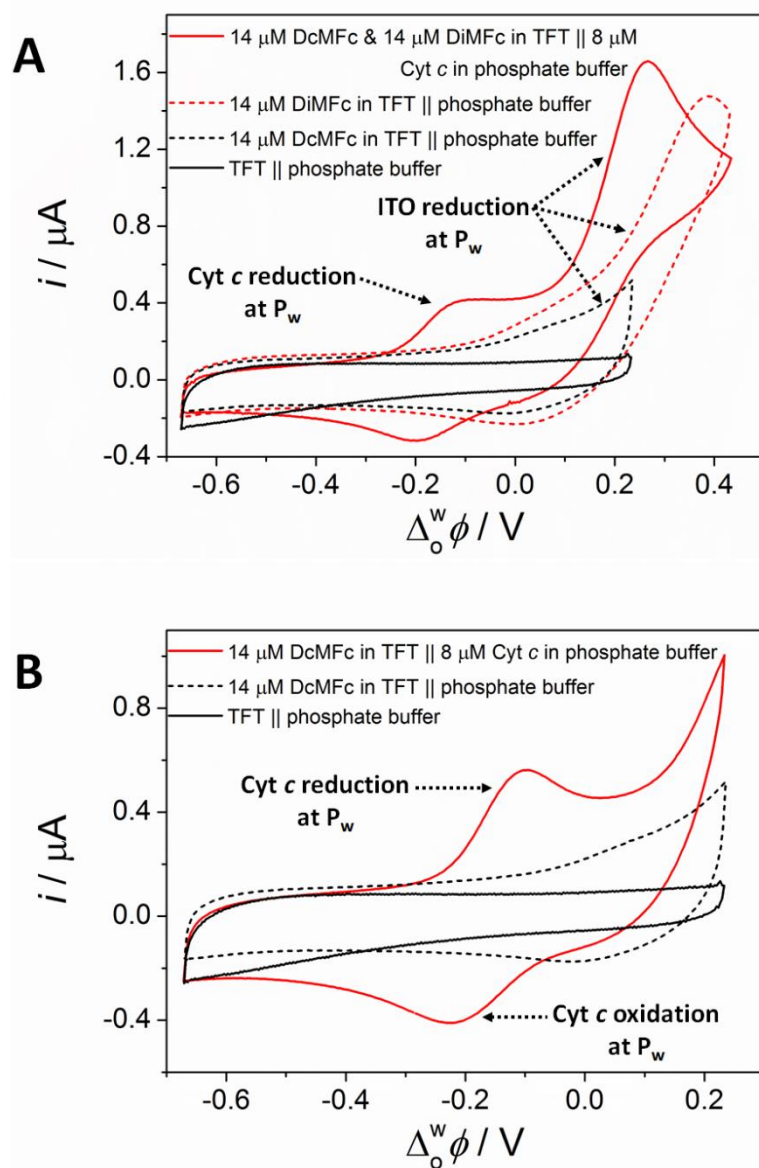 A
14 μM DcMFc & 14 μM DiMFc in TFT || 8 μM
Cyt c in phosphate buffer
14 μM DiMFc in TFT || phosphate buffer
14 μM DcMFc in TFT || phosphate buffer
TFT || phosphate buffer
ITO reduction
at Pw
Cyt c reduction
at Pw
i / μA
1.6
1.2
0.8
0.4
0.0
-0.4
-0.6
-0.4
-0.2
0.0
0.2
0.4
Δ_o^w ϕ / V
B
14 μM DcMFc in TFT || 8 μM Cyt c in phosphate buffer
14 μM DcMFc in TFT || phosphate buffer
TFT || phosphate buffer
Cyt c reduction
at Pw
Cyt c oxidation
at Pw
i / μA
0.8
0.4
0.0
-0.4
-0.6
-0.4
-0.2
0.0
0.2
Δ_o^w ϕ / V